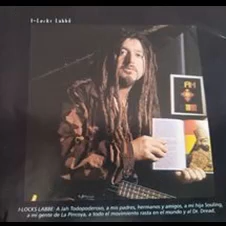 I-Locks Labbé
I-LOCKS LABBE: A Jah Todopoderoso, a mis padres, hermanos y amigos, a mi hija Souling,
a mi gente de La Pincoya, a todo el movimiento rasta en el mundo y el Dr. Dread.